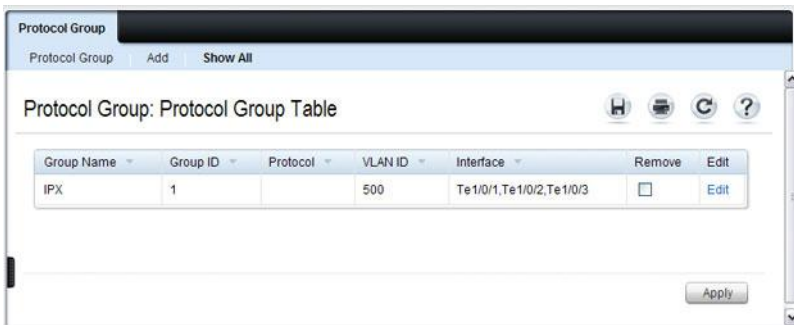 Protocol Group
Protocol Group Add Show All
Protocol Group: Protocol Group Table
Group Name Group ID Protocol VLAN ID Interface Remove Edit
IPX 1 500 Te1/0/1,Te1/0/2,Te1/0/3 Edit
Apply